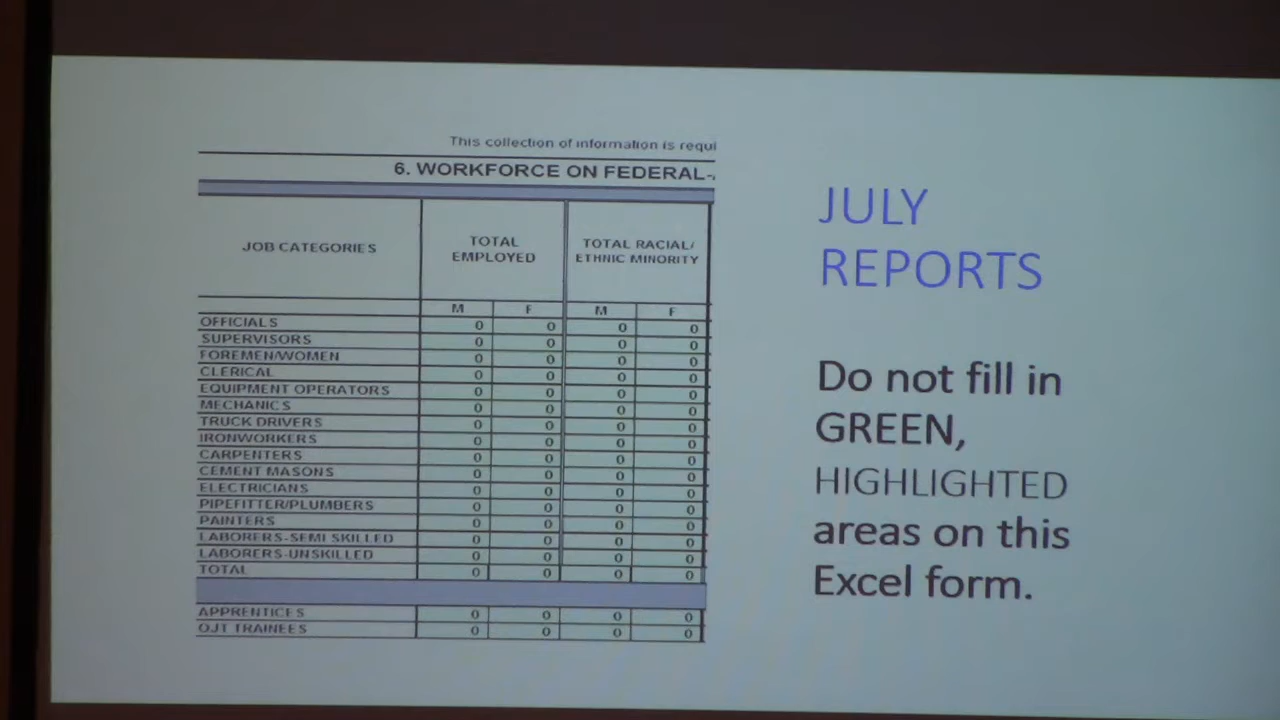 This collection of information is requi
6. WORKFORCE ON FEDERAL-
JOB CATEGORIES
TOTAL EMPLOYED
TOTAL RACIAL/ ETHNIC MINORITY
M F M F
OFFICIALS 0 0 0 0
SUPERVISORS 0 0 0 0
FOREMEN/WOMEN 0 0 0 0
CLERICAL 0 0 0 0
EQUIPMENT OPERATORS 0 0 0 0
MECHANICS 0 0 0 0
TRUCK DRIVERS 0 0 0 0
IRONWORKERS 0 0 0 0
CARPENTERS 0 0 0 0
CEMENT MASONS 0 0 0 0
ELECTRICIANS 0 0 0 0
PIPEFITTER/PLUMBERS 0 0 0 0
PAINTERS 0 0 0 0
LABORERS-SEMI SKILLED 0 0 0 0
LABORERS-UNSKILLED 0 0 0 0
TOTAL 0 0 0 0
APPRENTICES 0 0 0 0
OJT TRAINEES 0 0 0 0
JULY
REPORTS
Do not fill in
GREEN,
HIGHLIGHTED
areas on this
Excel form.